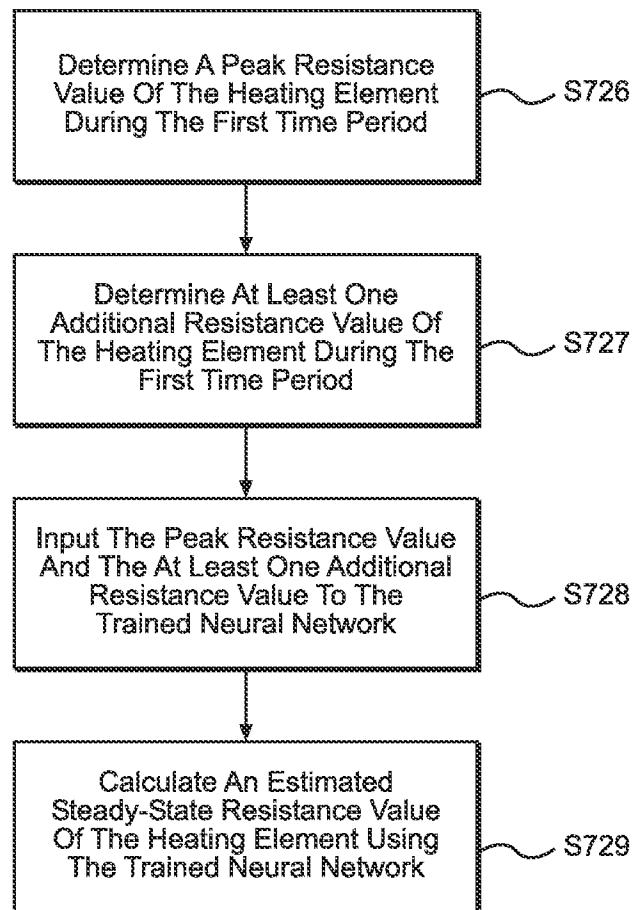 Determine A Peak Resistance
Value Of The Heating Element
During The First Time Period
S726
Determine At Least One
Additional Resistance Value Of
The Heating Element During The
First Time Period
S727
Input The Peak Resistance Value
And The At Least One Additional
Resistance Value To The
Trained Neural Network
S728
Calculate An Estimated
Steady-State Resistance Value
Of The Heating Element Using
The Trained Neural Network
S729